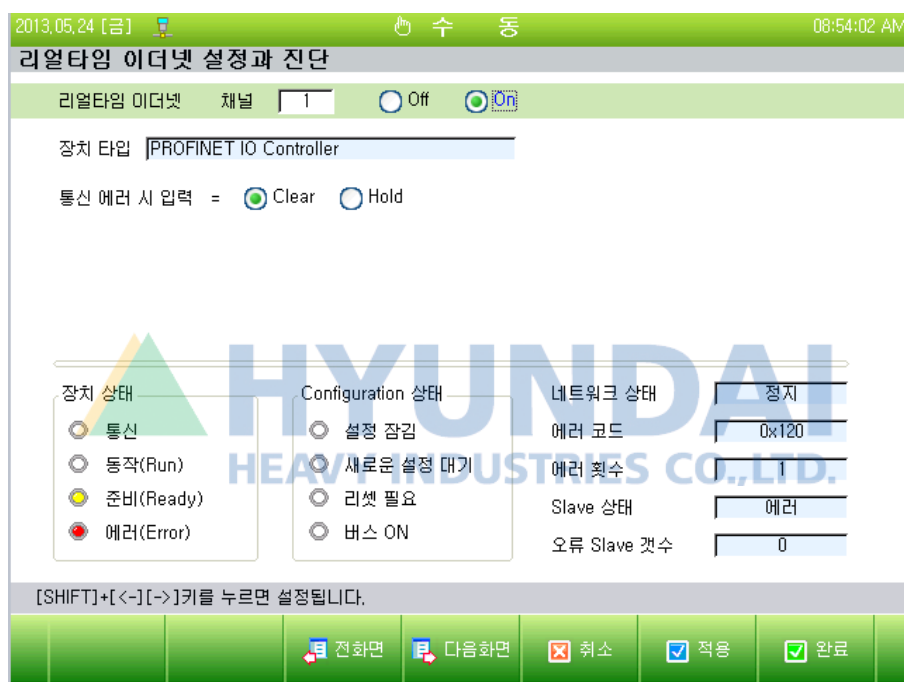 2013,05,24 [금] 수 동 08:54:02 AM
리얼타임 이더넷 설정과 진단
리얼타임 이더넷 채널 1 Off On
장치 타입 PROFINET IO Controller
통신 에러 시 입력 = Clear Hold
HYUNDAI
HEAVY INDUSTRIES CO.,LTD.
장치 상태
통신
동작(Run)
준비(Ready)
에러(Error)
Configuration 상태
설정 잠김
새로운 설정 대기
리셋 필요
버스 ON
네트워크 상태 정지
에러 코드 0x120
에러 횟수 1
Slave 상태 에러
오류 Slave 갯수 0
[SHIFT]+[<-][->]키를 누르면 설정됩니다,
전화면 다음화면 취소 적용 완료